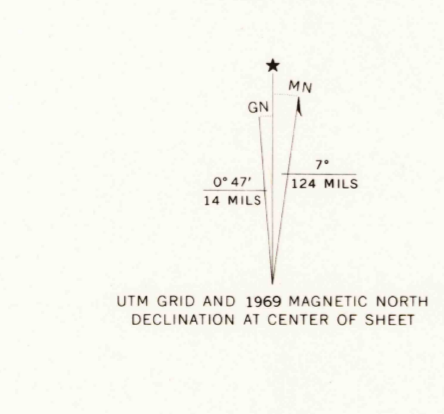 ★
MN
GN
7°
124 MILS
0° 47′
14 MILS
UTM GRID AND 1969 MAGNETIC NORTH
DECLINATION AT CENTER OF SHEET